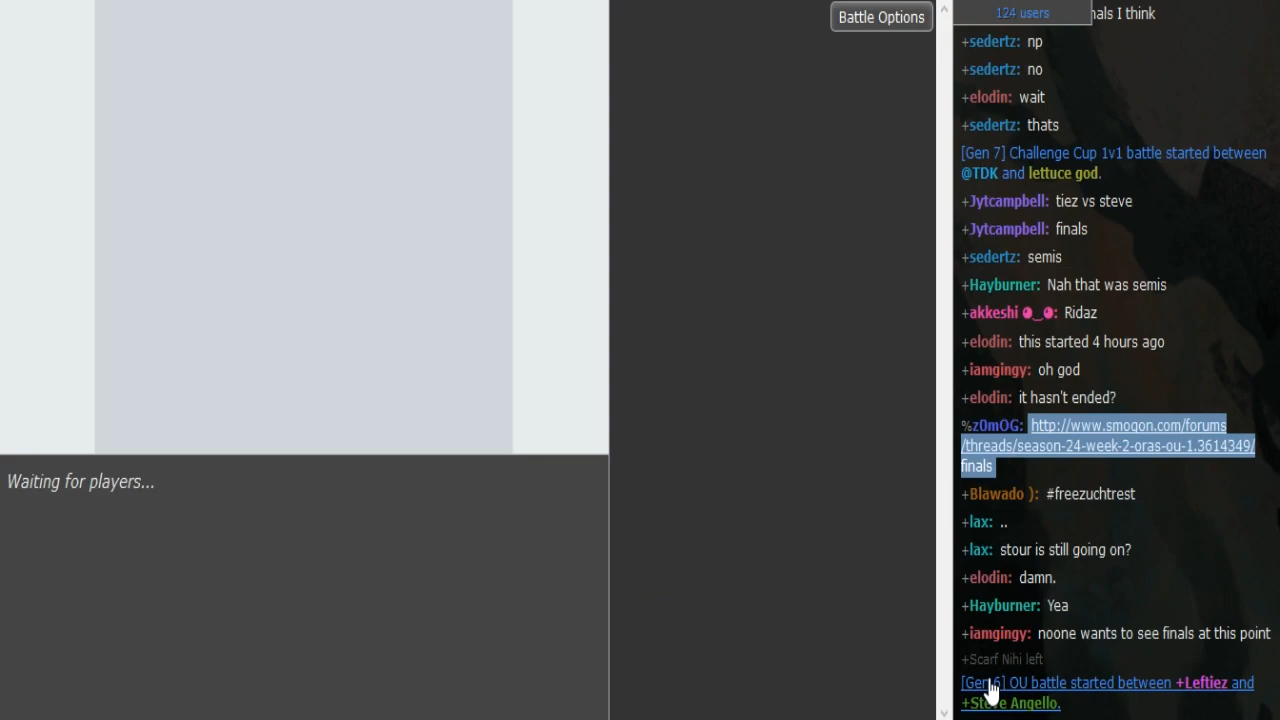 Battle Options
124 users
nals I think
+sedertz: np
+sedertz: no
+elodin: wait
+sedertz: thats
[Gen 7] Challenge Cup 1v1 battle started between
@TDK and lettuce god.
+Jytcampbell: tiez vs steve
+Jytcampbell: finals
+sedertz: semis
+Hayburner: Nah that was semis
+akkeshi ◕‿◕: Ridaz
+elodin: this started 4 hours ago
+iamgingy: oh god
+elodin: it hasn't ended?
%z0mOG: http://www.smogon.com/forums
/threads/season-24-week-2-oras-ou-1.3614349/
finals
+Blawado ): #freezuchtrest
+lax: ..
+lax: stour is still going on?
+elodin: damn.
+Hayburner: Yea
+iamgingy: noone wants to see finals at this point
+Scarf Nihi left
[Gen 6] OU battle started between +Leftiez and
+Steve Angello.
Waiting for players...